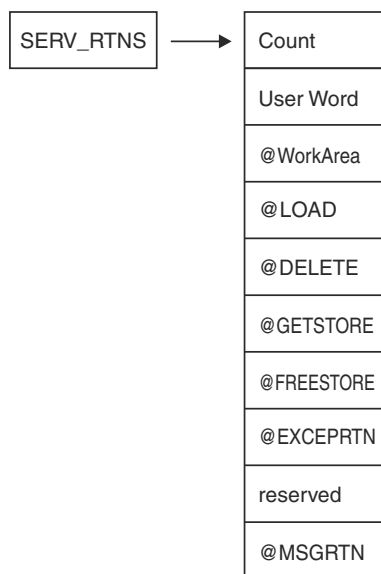 SERV_RTNS
Count
User Word
@WorkArea
@LOAD
@DELETE
@GETSTORE
@FREESTORE
@EXCEPRTN
reserved
@MSGRTN